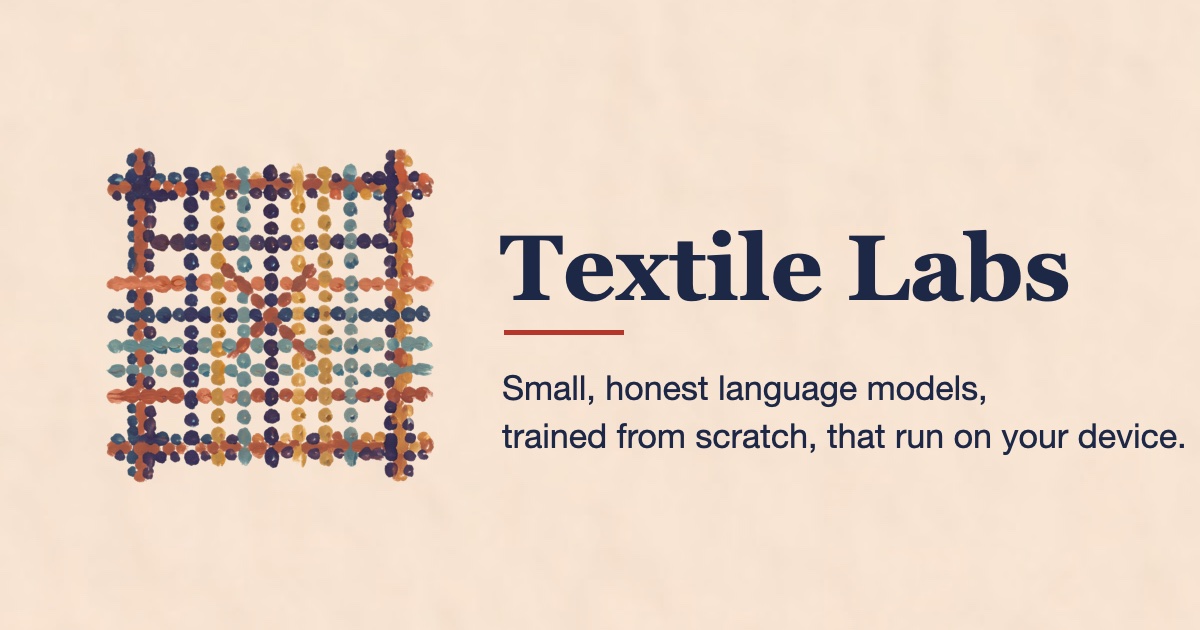 Textile Labs
Small, honest language models,
trained from scratch, that run on your device.